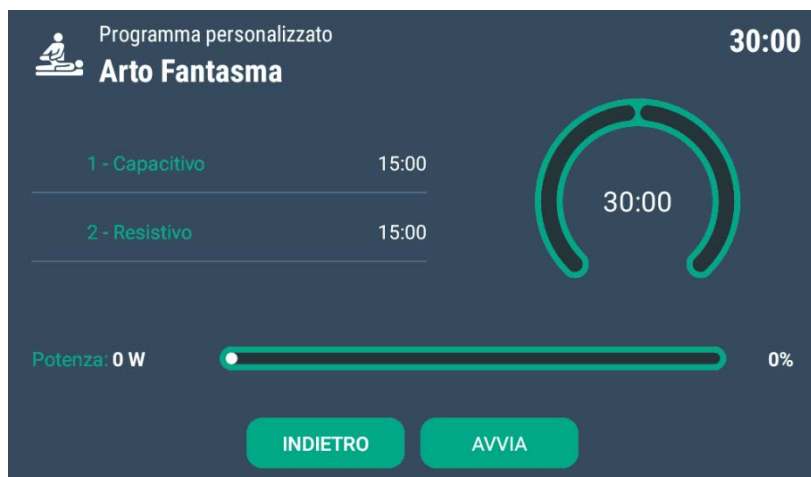 Programma personalizzato
Arto Fantasma
30:00
1 - Capacitivo 15:00
2 - Resistivo 15:00
30:00
Potenza: 0 W 0%
INDIETRO AVVIA